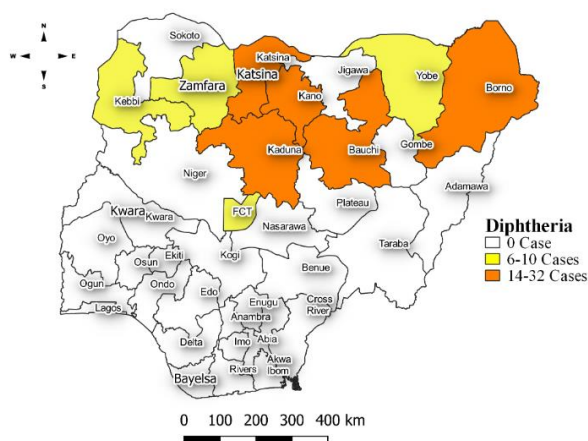 N
W E
S
Sokoto
Katsina
Katsina
Jigawa
Yobe
Borno
Zamfara
Kebbi
Kano
Kaduna
Bauchi
Gombe
Niger
Adamawa
FCT
Plateau
Kwara
Kwara
Nasarawa
Taraba
Oyo
Kogi
Osun
Ekiti
Benue
Ogun
Ondo
Edo
Enugu
Cross
River
Lagos
Anambra
Delta
Imo
Abia
Akwa
Ibom
Bayelsa
Rivers
Diphtheria
0 Case
6-10 Cases
14-32 Cases
0 100 200 300 400 km